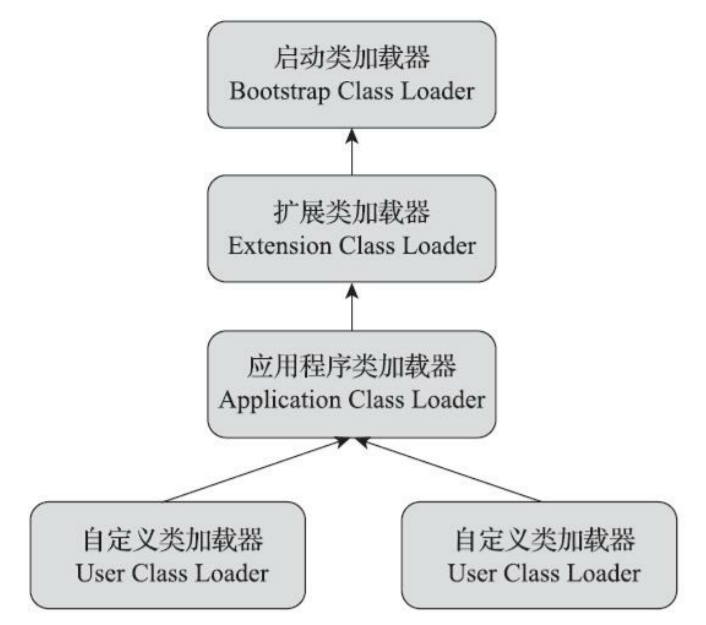 启动类加载器
Bootstrap Class Loader
扩展类加载器
Extension Class Loader
应用程序类加载器
Application Class Loader
自定义类加载器
User Class Loader
自定义类加载器
User Class Loader